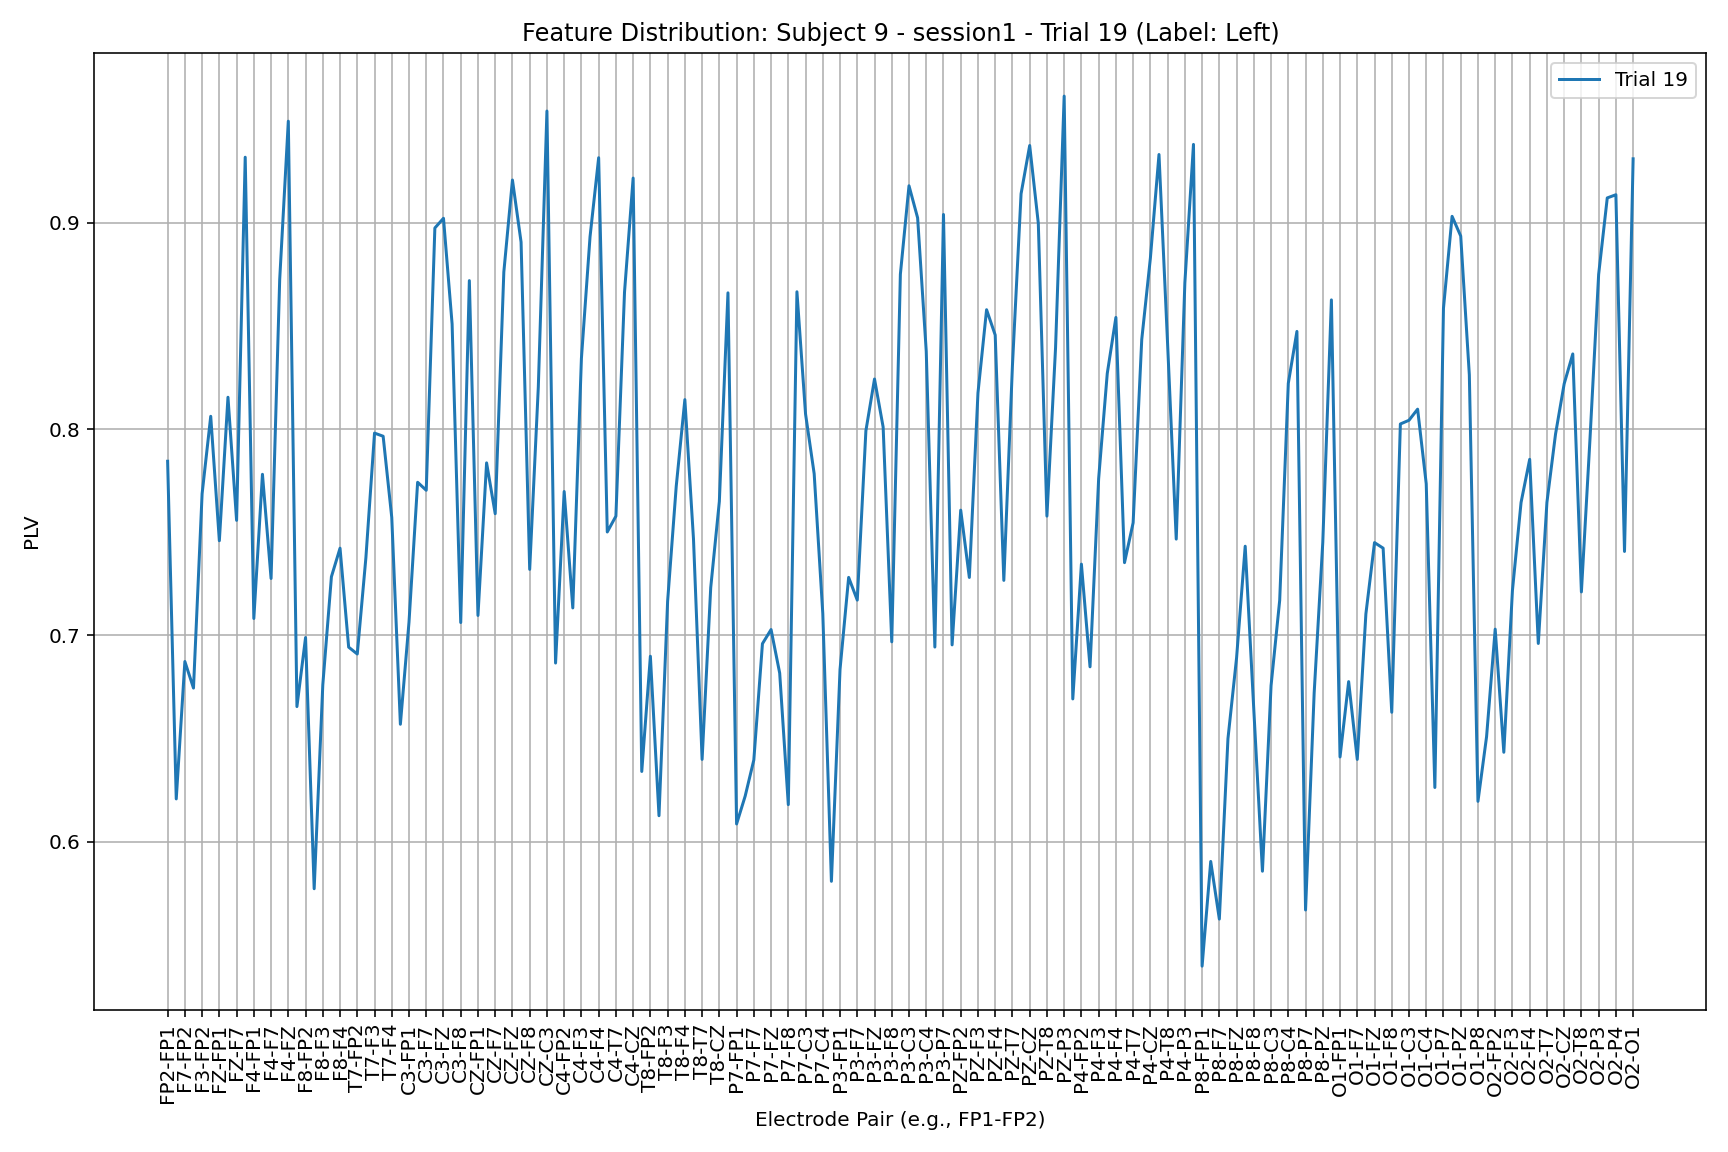 Feature Distribution: Subject 9 - session1 - Trial 19 (Label: Left)
Trial 19
PLV
0.9
0.8
0.7
0.6
FP2-FP1
F7-FP2
F3-FP2
FZ-FP1
FZ-F7
F4-FP1
F4-F7
F4-FZ
F8-FP2
F8-F3
F8-F4
T7-FP2
T7-F3
T7-F4
C3-FP1
C3-F7
C3-FZ
C3-F8
CZ-FP1
CZ-F7
CZ-FZ
CZ-F8
CZ-C3
C4-FP2
C4-F3
C4-F4
C4-T7
C4-CZ
T8-FP2
T8-F3
T8-F4
T8-T7
T8-CZ
P7-FP1
P7-F7
P7-FZ
P7-F8
P7-C3
P7-C4
P3-FP1
P3-F7
P3-FZ
P3-F8
P3-C3
P3-C4
P3-P7
PZ-FP2
PZ-F3
PZ-F4
PZ-T7
PZ-CZ
PZ-T8
PZ-P3
P4-FP2
P4-F3
P4-F4
P4-T7
P4-CZ
P4-T8
P4-P3
P8-FP1
P8-F7
P8-FZ
P8-F8
P8-C3
P8-C4
P8-P7
P8-PZ
O1-FP1
O1-F7
O1-FZ
O1-F8
O1-C3
O1-C4
O1-P7
O1-PZ
O1-P8
O2-FP2
O2-F3
O2-F4
O2-T7
O2-CZ
O2-T8
O2-P3
O2-P4
O2-O1
Electrode Pair (e.g., FP1-FP2)